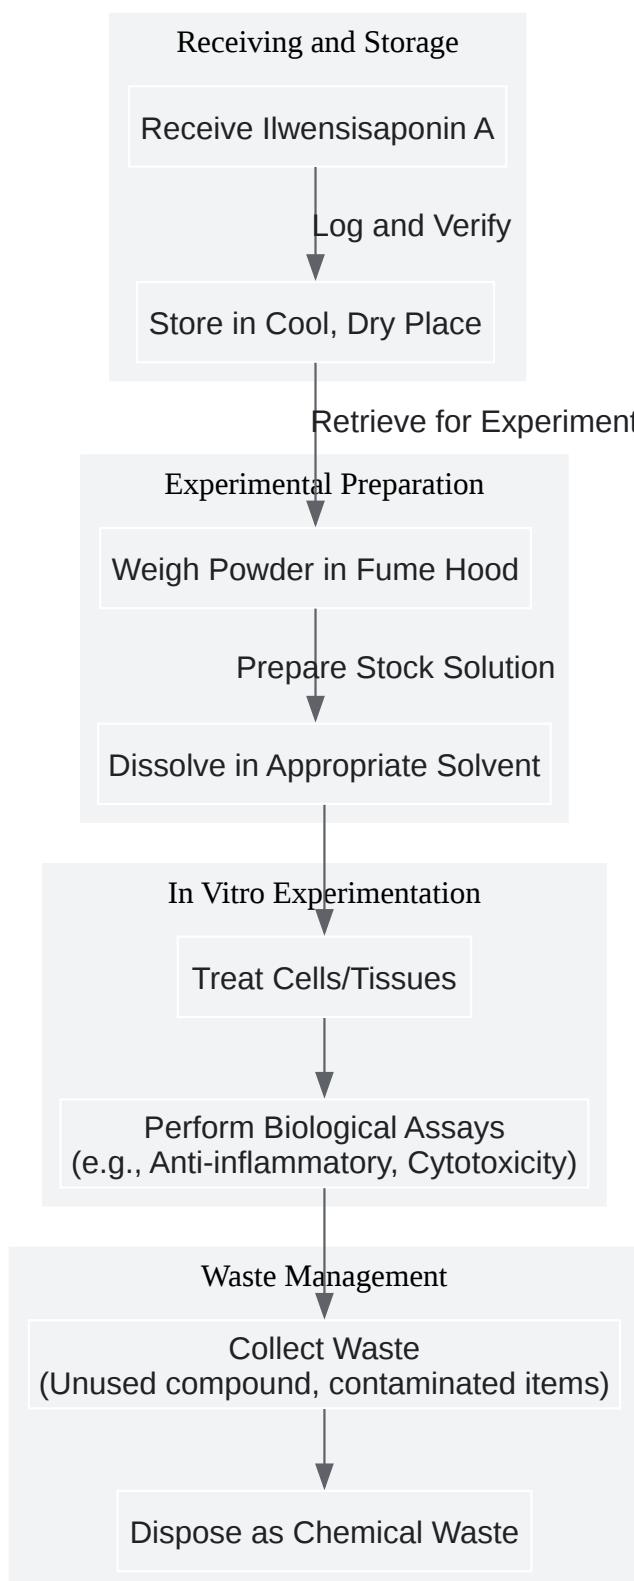 Receiving and Storage
Receive Ilwensisaponin A
Log and Verify
Store in Cool, Dry Place
Retrieve for Experiment
Experimental Preparation
Weigh Powder in Fume Hood
Prepare Stock Solution
Dissolve in Appropriate Solvent
In Vitro Experimentation
Treat Cells/Tissues
Perform Biological Assays
(e.g., Anti-inflammatory, Cytotoxicity)
Waste Management
Collect Waste
(Unused compound, contaminated items)
Dispose as Chemical Waste